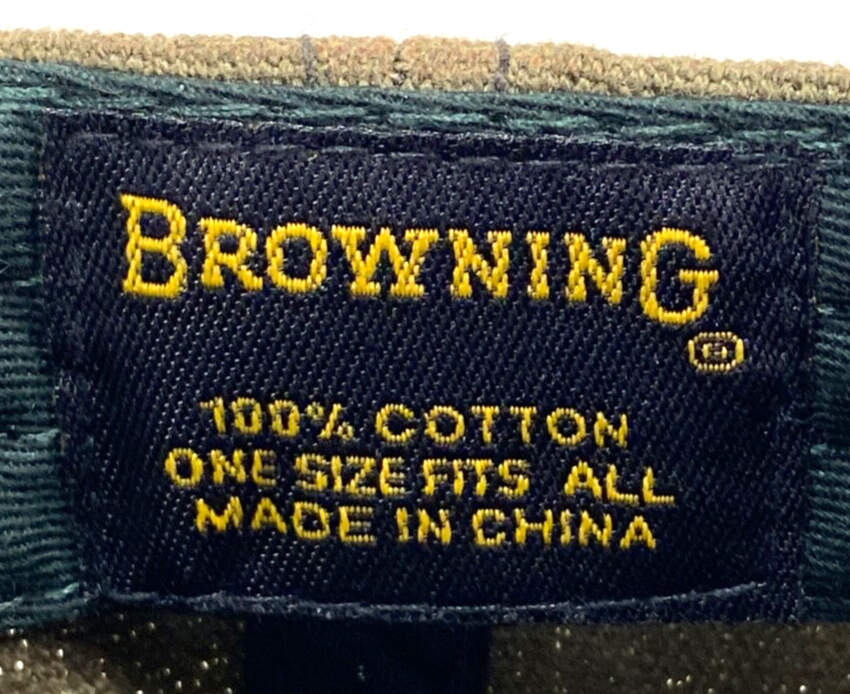 BROWNING
®
100% COTTON
ONE SIZE FITS ALL
MADE IN CHINA